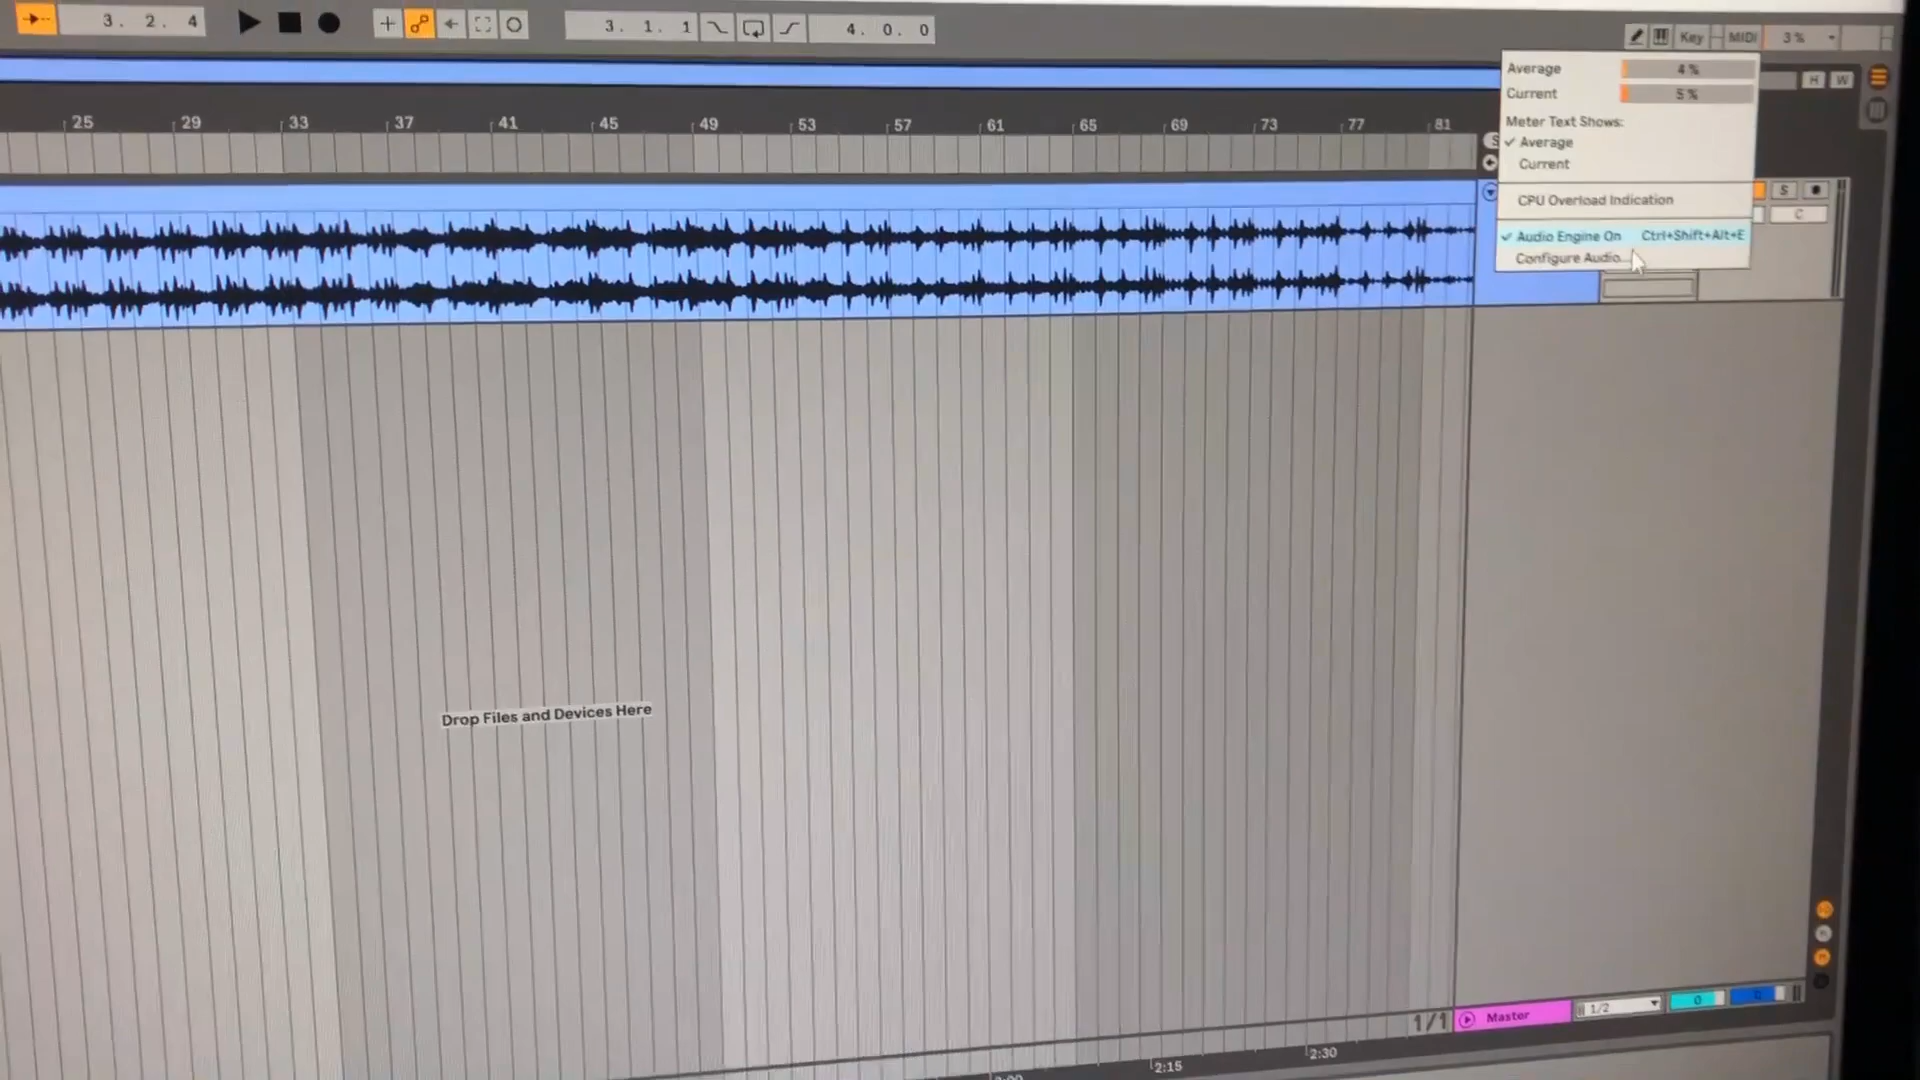 3. 2. 4
3. 1. 1
4. 0. 0
Key
MIDI
3 %
Average 4 %
Current 5 %
H W
Meter Text Shows:
Average
Current
CPU Overload Indication
Audio Engine On Ctrl+Shift+Alt+E
Configure Audio...
25 29 33 37 41 45 49 53 57 61 65 69 73 77 81
S
S
C
Drop Files and Devices Here
1/1
Master
1/2
0
2:15
2:30